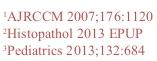 ¹AJRCCM 2007;176:1120
²Histopathol 2013 EPUP
³Pediatrics 2013;132:684